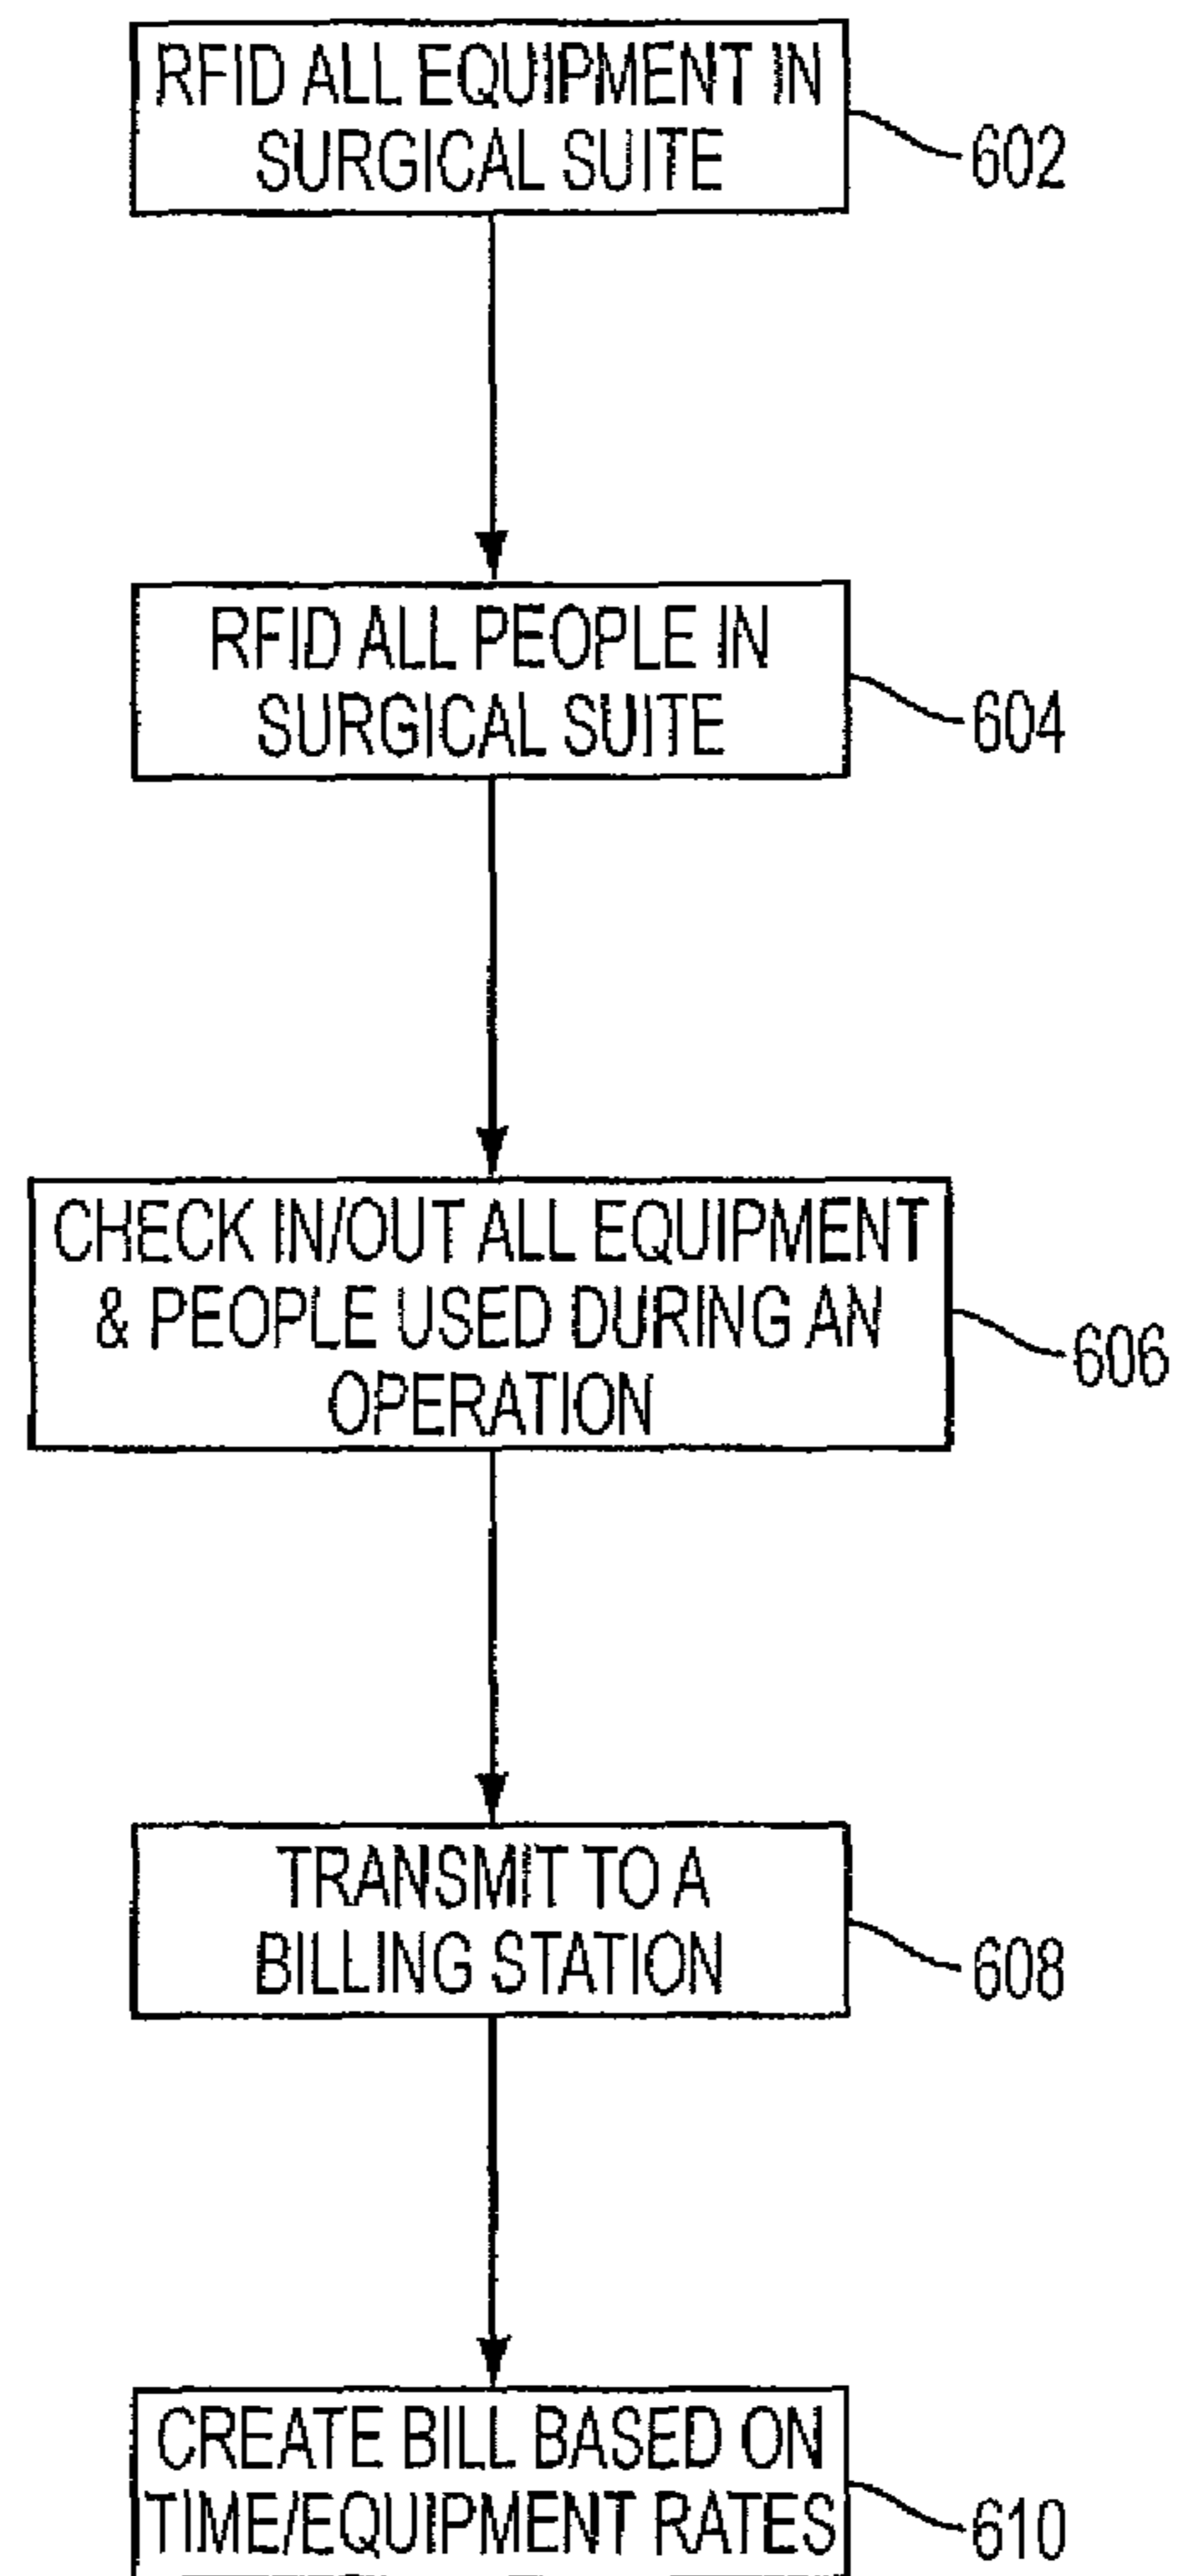 RFID ALL EQUIPMENT IN
SURGICAL SUITE
602
RFID ALL PEOPLE IN
SURGICAL SUITE
604
CHECK IN/OUT ALL EQUIPMENT
& PEOPLE USED DURING AN
OPERATION
606
TRANSMIT TO A
BILLING STATION
608
CREATE BILL BASED ON
TIME/EQUIPMENT RATES
610